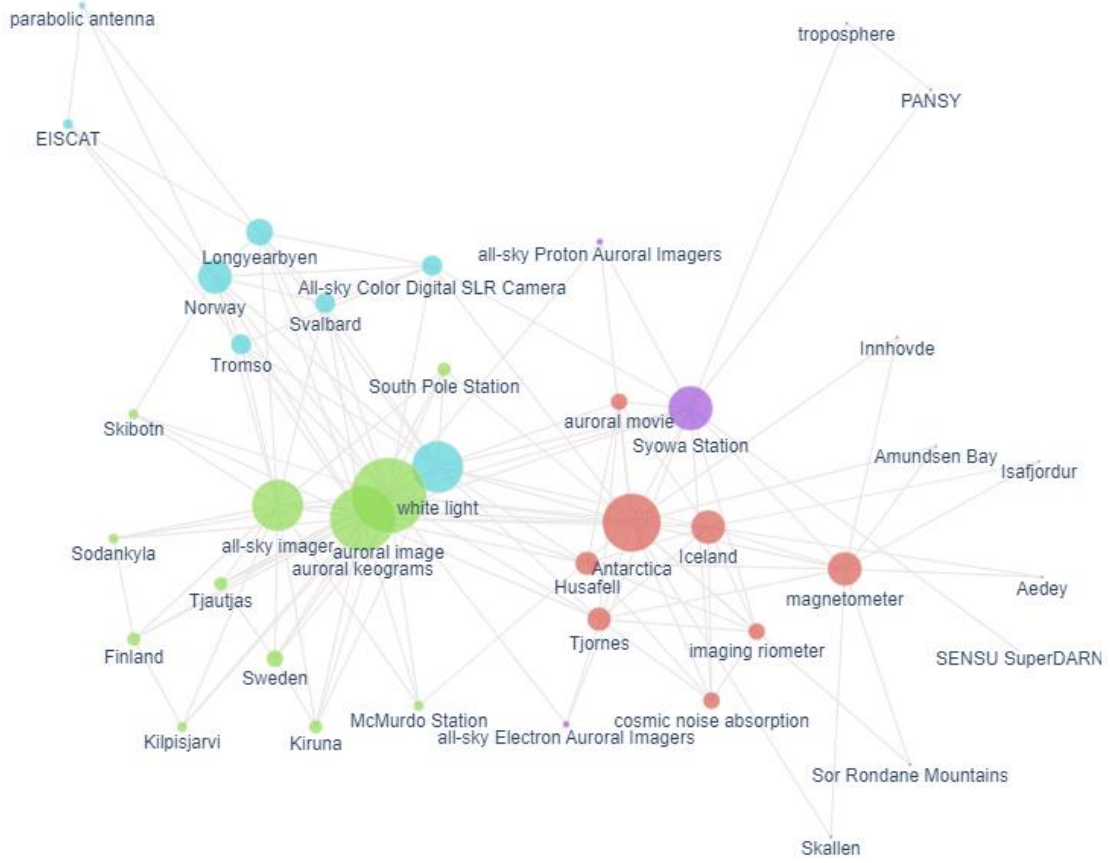 parabolic antenna
troposphere
PANSY
EISCAT
all-sky Proton Auroral Imagers
Longyearbyen
All-sky Color Digital SLR Camera
Norway
Svalbard
Innhovde
Tromso
South Pole Station
auroral movie
Skibotn
Syowa Station
Amundsen Bay
Isafjordur
white light
all-sky imager
Sodankyla
auroral image
Iceland
auroral keograms
Antarctica
Husafell
Aedey
Tjautjas
magnetometer
Tjornes
imaging riometer
Finland
SENSU SuperDARN
Sweden
McMurdo Station
cosmic noise absorption
all-sky Electron Auroral Imagers
Kilpisjarvi
Kiruna
Sor Rondane Mountains
Skallen